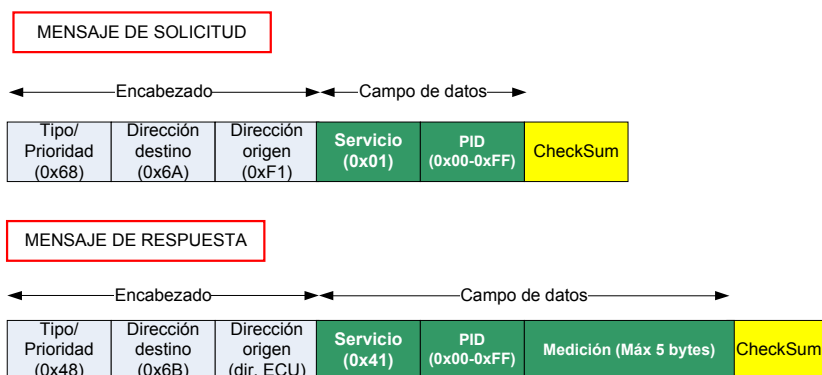 MENSAJE DE SOLICITUD
Encabezado
Campo de datos
Tipo/
Prioridad
(0x68)
Dirección
destino
(0x6A)
Dirección
origen
(0xF1)
Servicio
(0x01)
PID
(0x00-0xFF)
CheckSum
MENSAJE DE RESPUESTA
Encabezado
Campo de datos
Tipo/
Prioridad
(0x48)
Dirección
destino
(0x6B)
Dirección
origen
(dir. ECU)
Servicio
(0x41)
PID
(0x00-0xFF)
Medición (Máx 5 bytes)
CheckSum